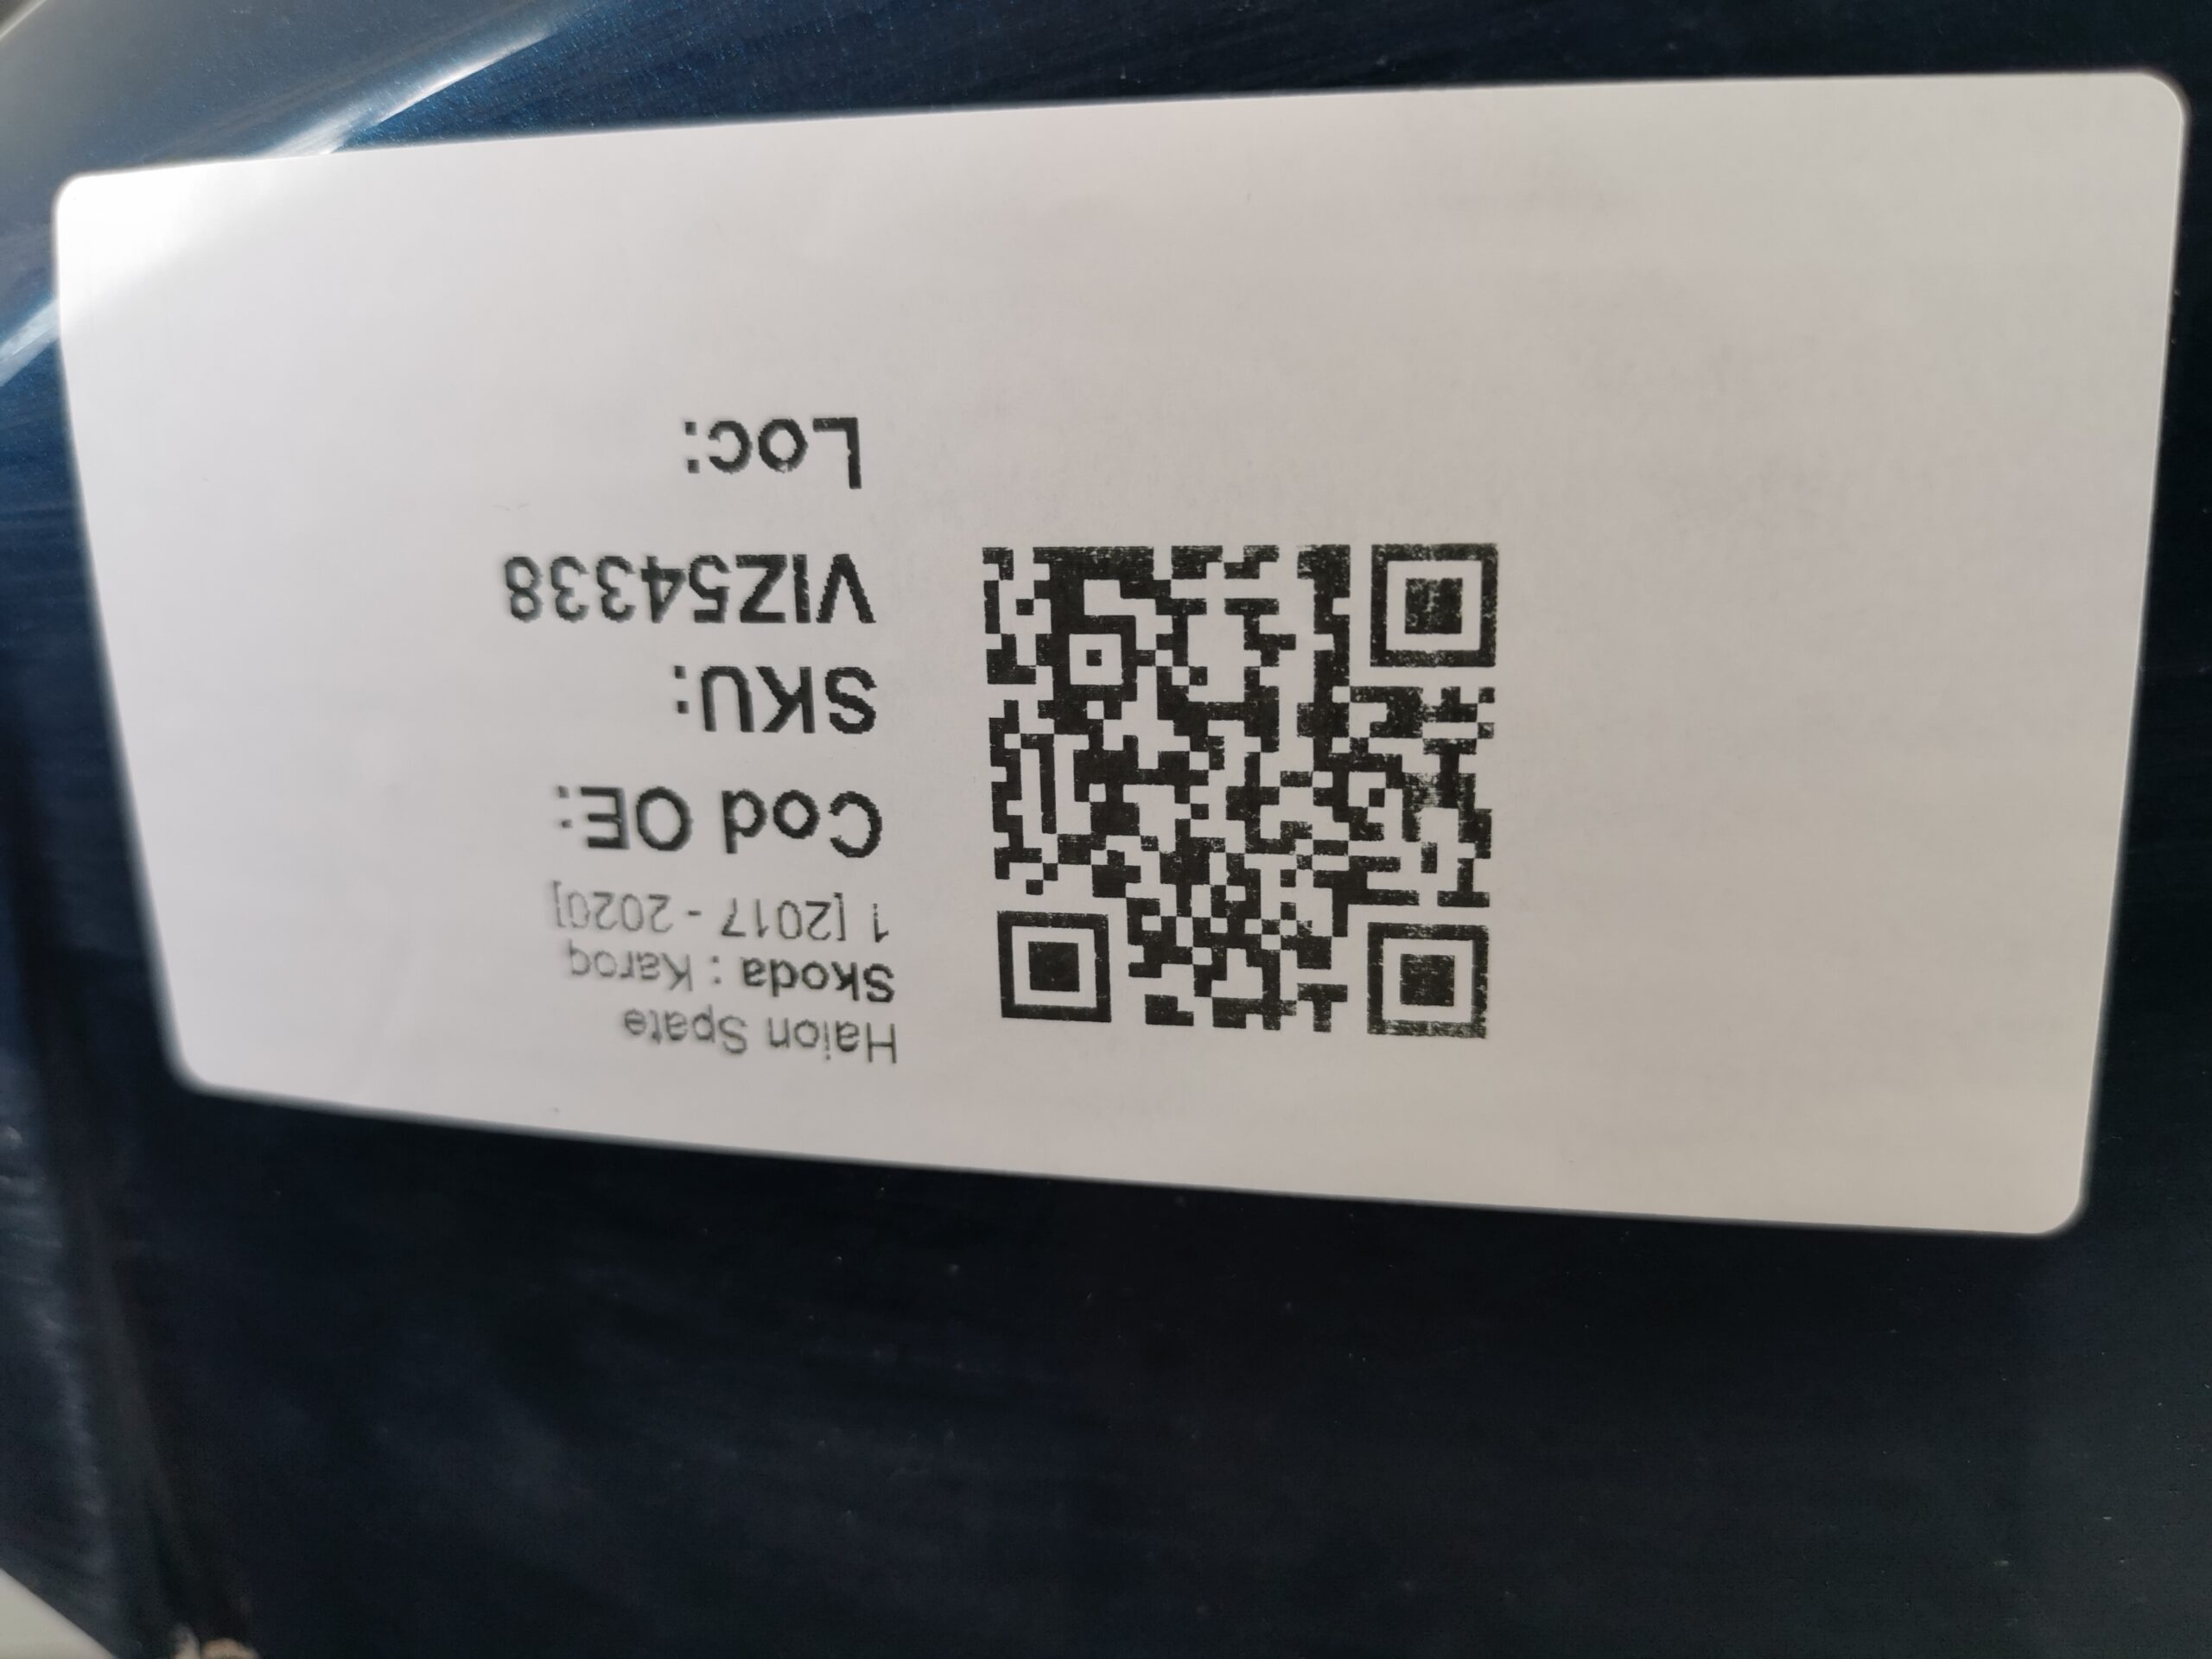 Haion Spate
Skoda : Karoq
1 [2017 - 2020]
Cod OE:
SKU:
VIZ54338
Loc: